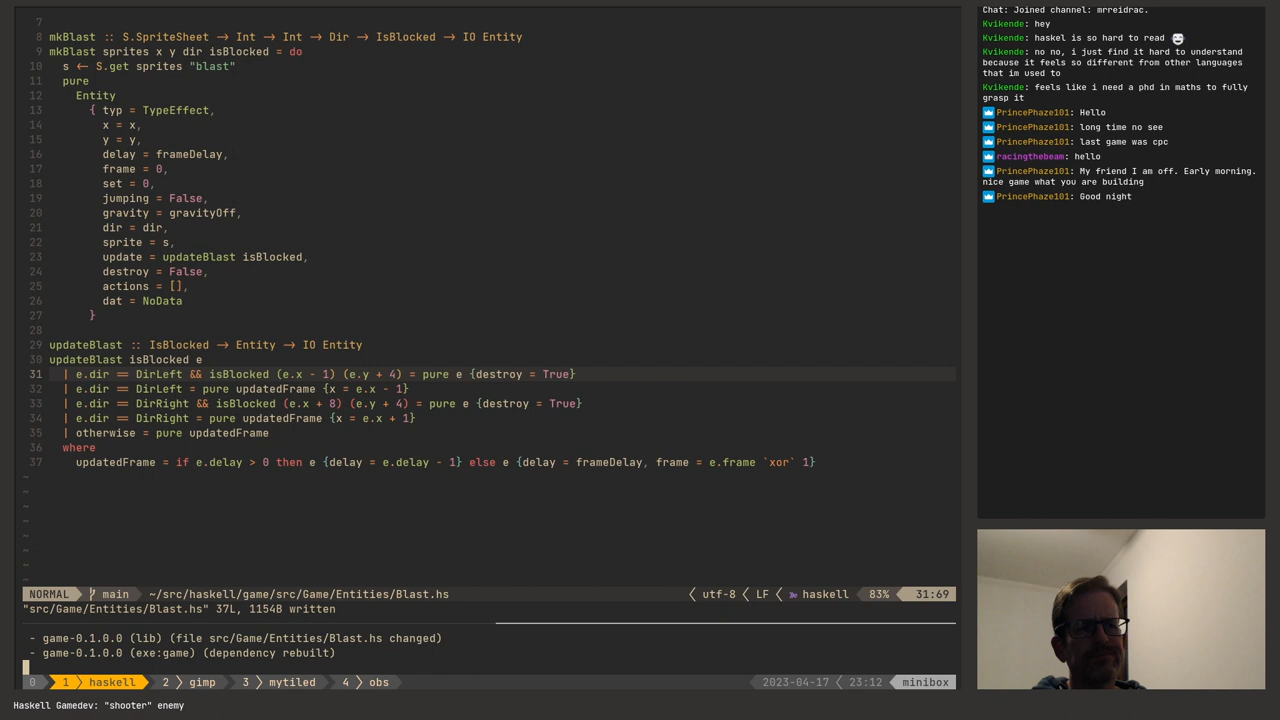 7
8 mkBlast :: S.SpriteSheet -> Int -> Int -> Dir -> IsBlocked -> IO Entity
9 mkBlast sprites x y dir isBlocked = do
10 s <- S.get sprites "blast"
11 pure
12 Entity
13 { typ = TypeEffect,
14 x = x,
15 y = y,
16 delay = frameDelay,
17 frame = 0,
18 set = 0,
19 jumping = False,
20 gravity = gravityOff,
21 dir = dir,
22 sprite = s,
23 update = updateBlast isBlocked,
24 destroy = False,
25 actions = [],
26 dat = NoData
27 }
28
29 updateBlast :: IsBlocked -> Entity -> IO Entity
30 updateBlast isBlocked e
31 | e.dir == DirLeft && isBlocked (e.x - 1) (e.y + 4) = pure e {destroy = True}
32 | e.dir == DirLeft = pure updatedFrame {x = e.x - 1}
33 | e.dir == DirRight && isBlocked (e.x + 8) (e.y + 4) = pure e {destroy = True}
34 | e.dir == DirRight = pure updatedFrame {x = e.x + 1}
35 | otherwise = pure updatedFrame
36 where
37 updatedFrame = if e.delay > 0 then e {delay = e.delay - 1} else e {delay = frameDelay, frame = e.frame `xor` 1}
~
~
~
~
~
~
~
~
NORMAL main ~/src/haskell/game/src/Game/Entities/Blast.hs utf-8 LF haskell 83% 31:69
"src/Game/Entities/Blast.hs" 37L, 1154B written
- game-0.1.0.0 (lib) (file src/Game/Entities/Blast.hs changed)
- game-0.1.0.0 (exe:game) (dependency rebuilt)
0 1 haskell 2 gimp 3 mytiled 4 obs 2023-04-17 23:12 minibox
Haskell Gamedev: "shooter" enemy
Chat: Joined channel: mrreidrac.
Kvikende: hey
Kvikende: haskel is so hard to read
Kvikende: no no, i just find it hard to understand
because it feels so different from other languages
that im used to
Kvikende: feels like i need a phd in maths to fully
grasp it
PrincePhaze101: Hello
PrincePhaze101: long time no see
PrincePhaze101: last game was cpc
racingthebeam: hello
PrincePhaze101: My friend I am off. Early morning.
nice game what you are building
PrincePhaze101: Good night